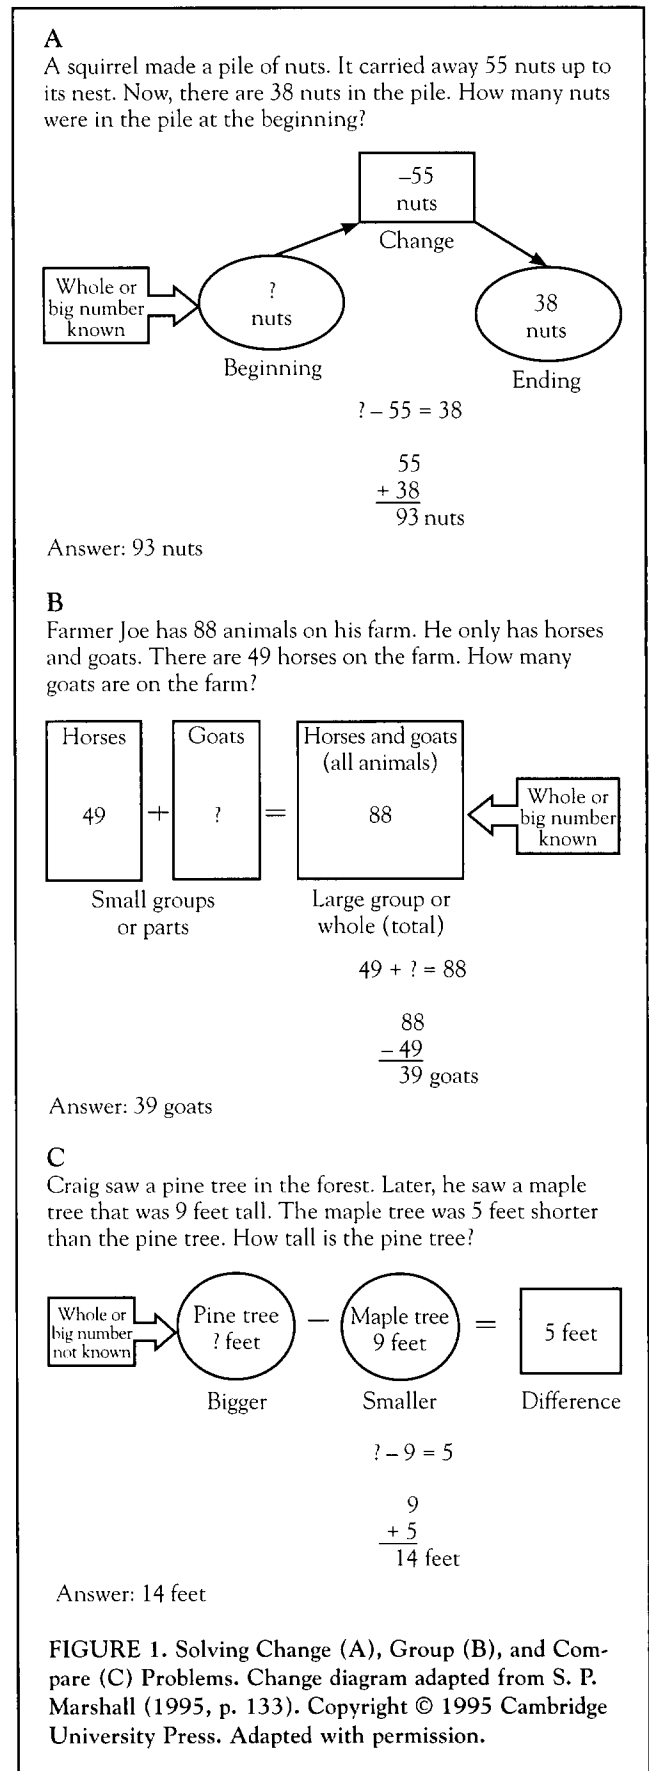 A
A squirrel made a pile of nuts. It carried away 55 nuts up to
its nest. Now, there are 38 nuts in the pile. How many nuts
were in the pile at the beginning?
–55
nuts
Change
Whole or
big number
known
?
nuts
Beginning
38
nuts
Ending
? – 55 = 38
55
+ 38
93 nuts
Answer: 93 nuts
B
Farmer Joe has 88 animals on his farm. He only has horses
and goats. There are 49 horses on the farm. How many
goats are on the farm?
Horses
49
+
Goats
?
=
Horses and goats
(all animals)
88
Whole or
big number
known
Small groups
or parts
Large group or
whole (total)
49 + ? = 88
88
– 49
39 goats
Answer: 39 goats
C
Craig saw a pine tree in the forest. Later, he saw a maple
tree that was 9 feet tall. The maple tree was 5 feet shorter
than the pine tree. How tall is the pine tree?
Whole or
big number
not known
Pine tree
? feet
–
Maple tree
9 feet
=
5 feet
Bigger
Smaller
Difference
? – 9 = 5
9
+ 5
14 feet
Answer: 14 feet
FIGURE 1. Solving Change (A), Group (B), and Com-
pare (C) Problems. Change diagram adapted from S. P.
Marshall (1995, p. 133). Copyright © 1995 Cambridge
University Press. Adapted with permission.